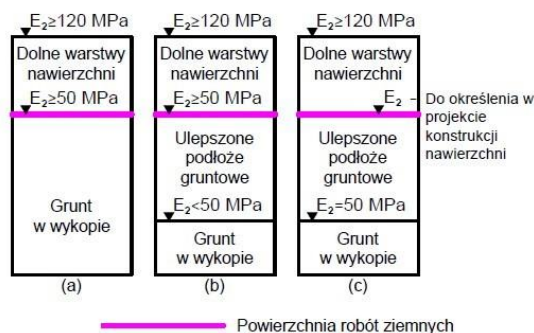 E₂≥120 MPa
Dolne warstwy
nawierzchni
E₂≥50 MPa
Grunt
w wykopie
(a)
E₂≥120 MPa
Dolne warstwy
nawierzchni
E₂≥50 MPa
Ulepszone
podłoże
gruntowe
E₂<50 MPa
Grunt
w wykopie
(b)
E₂≥120 MPa
Dolne warstwy
nawierzchni
E₂ - Do określenia w
projekcie
konstrukcji
nawierzchni
Ulepszone
podłoże
gruntowe
E₂=50 MPa
Grunt
w wykopie
(c)
Powierzchnia robót ziemnych